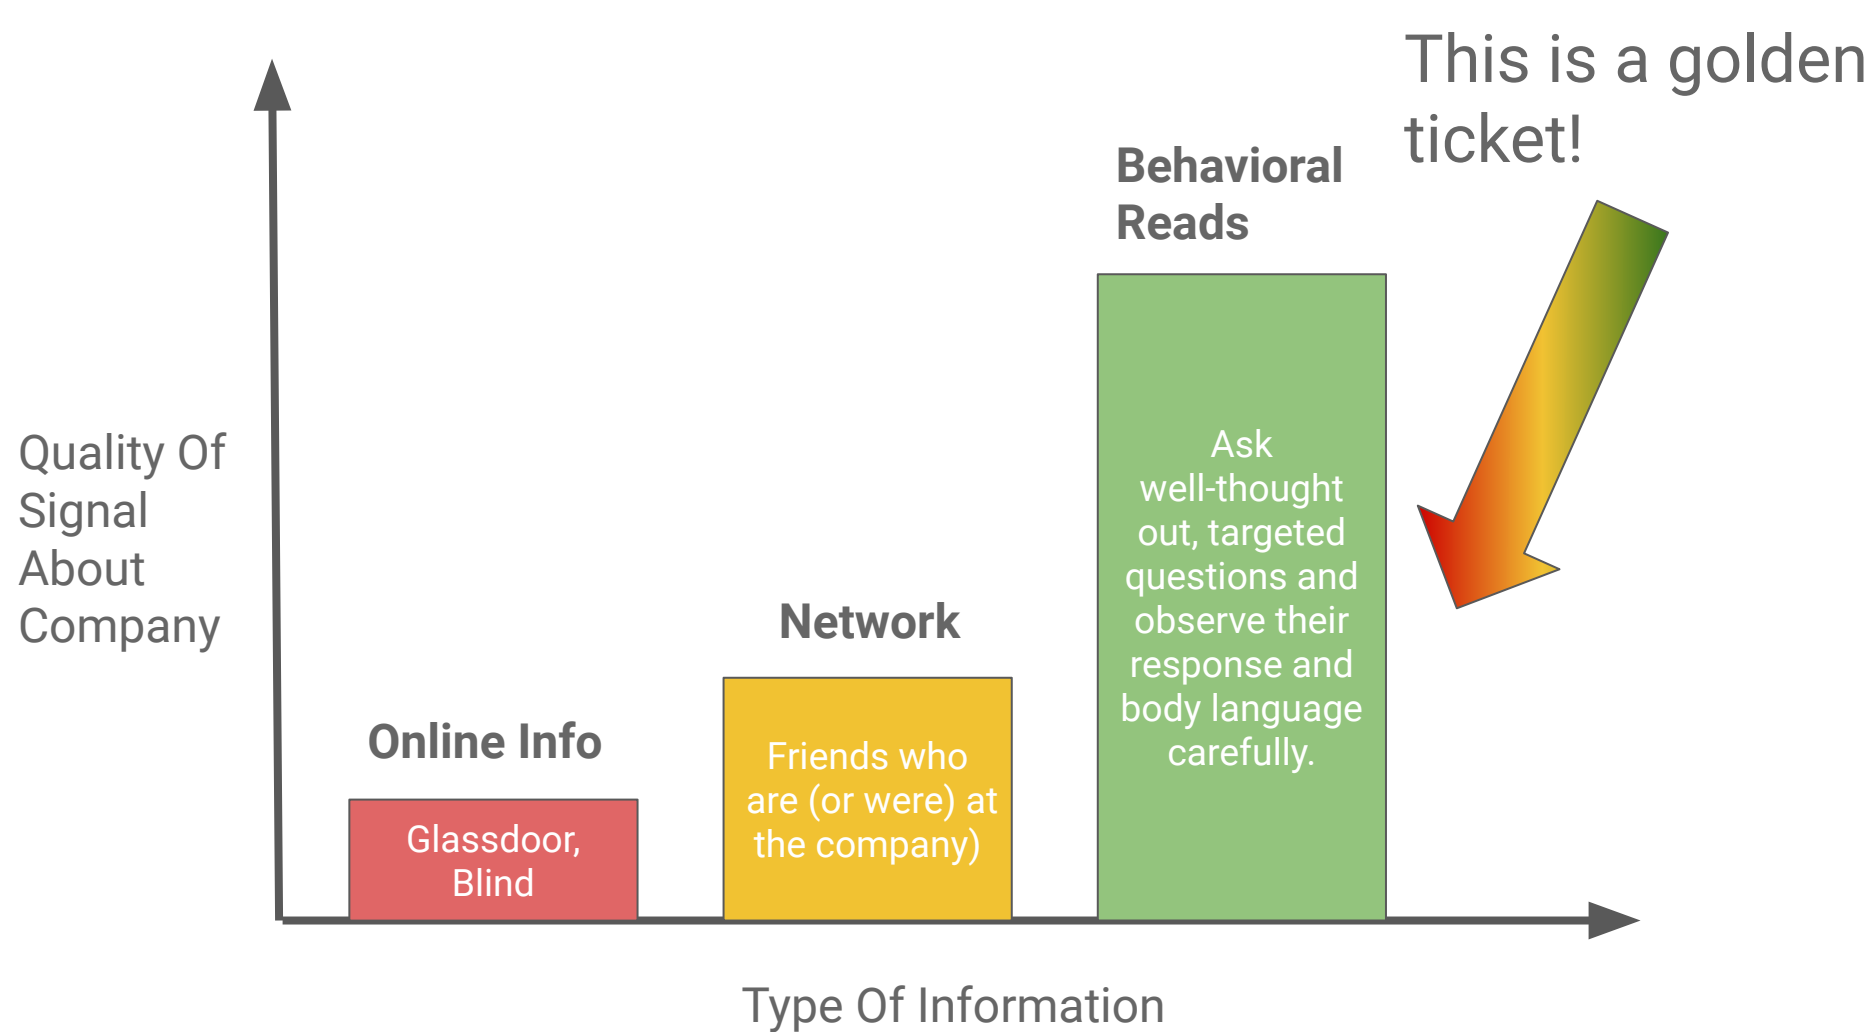 This is a golden
ticket!
Behavioral
Reads
Quality Of
Signal
About
Company
Ask
well-thought
out, targeted
questions and
observe their
response and
body language
carefully.
Network
Friends who
are (or were) at
the company)
Online Info
Glassdoor,
Blind
Type Of Information